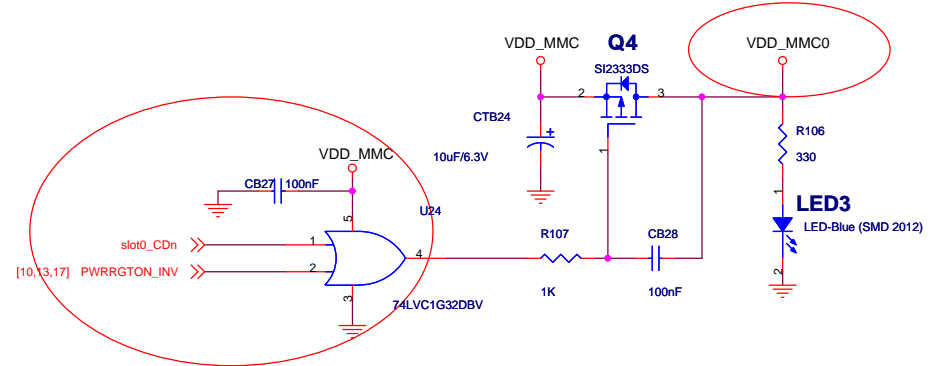 VDD_MMC
Q4
VDD_MMC0
SI2333DS
2
3
CTB24
10uF/6.3V
1
R106
330
VDD_MMC
CB27
100nF
5
U24
slot0_CDn
1
[10,13,17]
PWRRGTON_INV
2
4
3
74LVC1G32DBV
R107
1K
CB28
100nF
1
LED3
LED-Blue (SMD 2012)
2